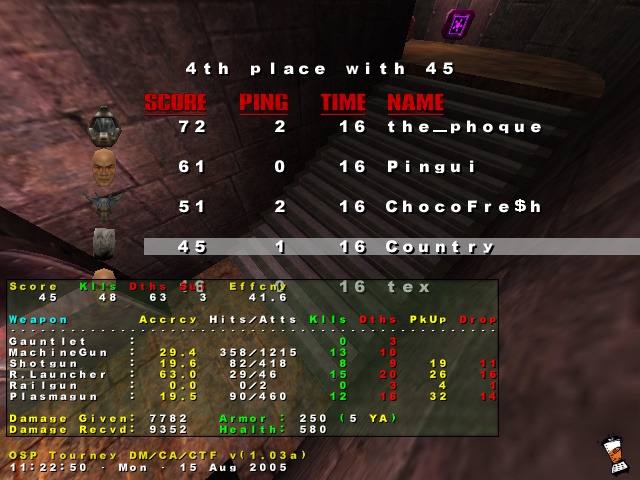 4th place with 45
SCORE PING TIME NAME
72 2 16 the_phoque
61 0 16 Pingui
51 2 16 ChocoFre$h
45 1 16 Country
16 tex
Score Klls Dths Sui Effcny
45 48 63 3 41.6
Weapon Accrcy Hits/Atts Klls Dths PkUp Drop
Gauntlet : 0 3
MachineGun : 29.4 358/1215 13 10
Shotgun : 19.6 82/418 8 9 19 11
R.Launcher : 63.0 29/46 15 20 26 16
Railgun : 0.0 0/2 0 3 4 1
Plasmagun : 19.5 90/460 12 18 32 14
Damage Given: 7782 Armor : 250 (5 YA)
Damage Recvd: 9352 Health: 580
OSP Tourney DM/CA/CTF v(1.03a)
11:22:50 - Mon - 15 Aug 2005